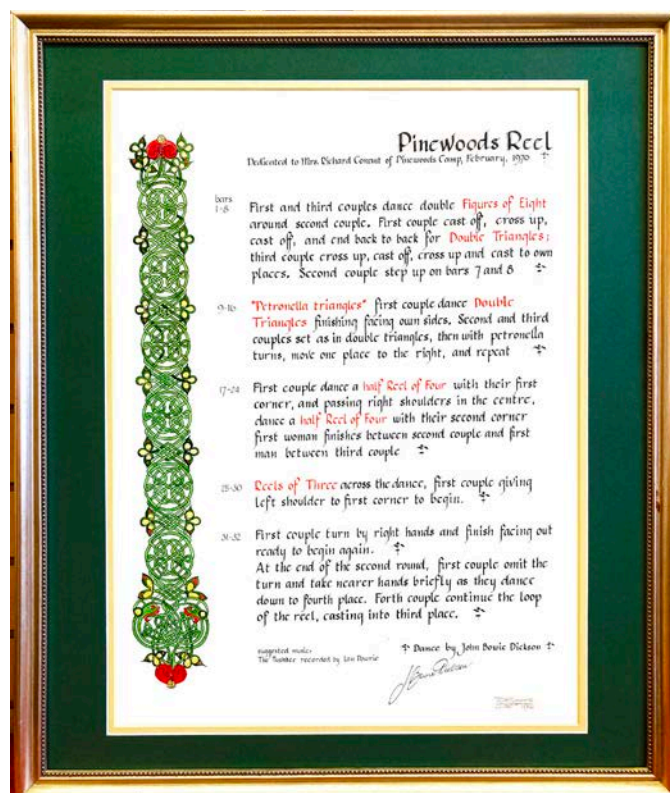 Pinewoods Reel
Dedicated to Mrs. Richard Conant of Pinewoods Camp, February, 1990
bars
1-8
First and third couples dance double Figures of Eight
around second couple. First couple cast off, cross up,
cast off, and end back to back for Double Triangles;
third couple cross up, cast off, cross up and cast to own
places. Second couple step up on bars 7 and 8
9-16 "Petronella triangles" first couple dance Double
Triangles finishing facing own sides. Second and third
couples set as in double triangles, then with petronella
turns, move one place to the right, and repeat
17-24 First couple dance a half Reel of Four with their first
corner, and passing right shoulders in the centre,
dance a half Reel of Four with their second corner
first woman finishes between second couple and first
man between third couple
25-30 Reels of Three across the dance, first couple giving
left shoulder to first corner to begin.
31-32 First couple turn by right hands and finish facing out
ready to begin again.
At the end of the second round, first couple omit the
turn and take nearer hands briefly as they dance
down to fourth place. Forth couple continue the loop
of the reel, casting into third place.
suggested music:
The Twister recorded by Lou
Dance by John Bowie Dickson